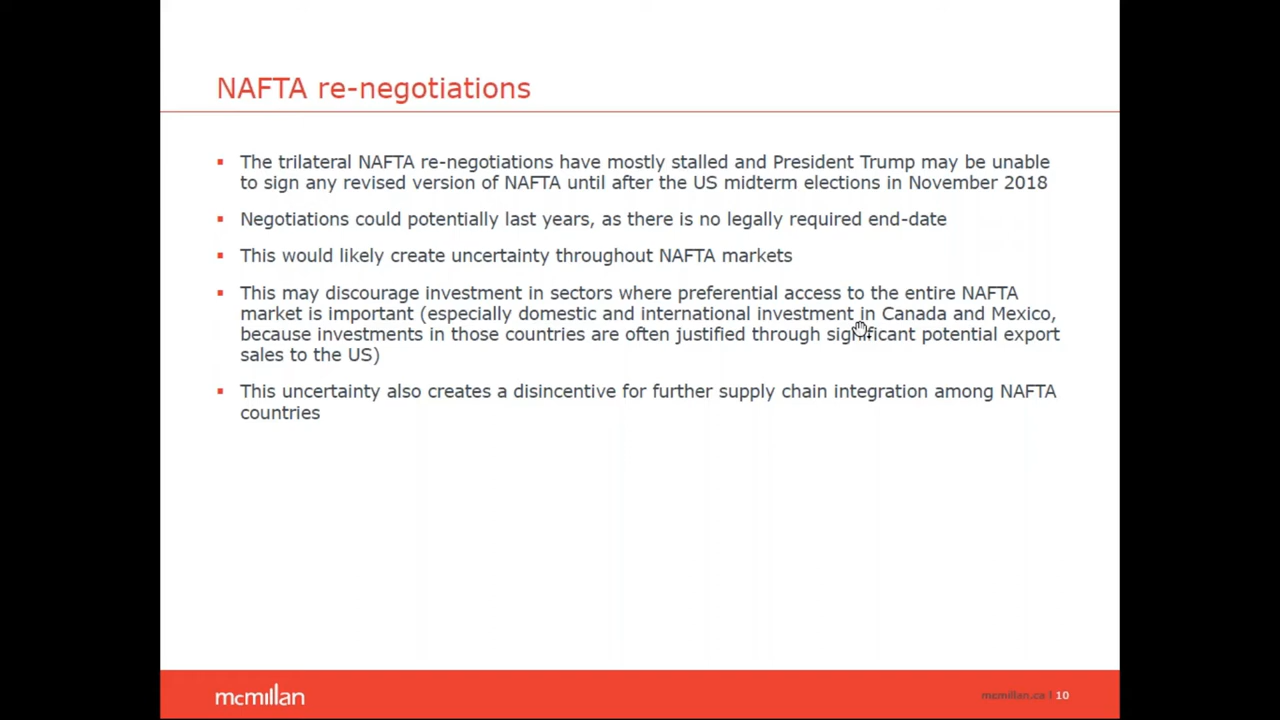 NAFTA re-negotiations
▪ The trilateral NAFTA re-negotiations have mostly stalled and President Trump may be unable
to sign any revised version of NAFTA until after the US midterm elections in November 2018
▪ Negotiations could potentially last years, as there is no legally required end-date
▪ This would likely create uncertainty throughout NAFTA markets
▪ This may discourage investment in sectors where preferential access to the entire NAFTA
market is important (especially domestic and international investment in Canada and Mexico,
because investments in those countries are often justified through significant potential export
sales to the US)
▪ This uncertainty also creates a disincentive for further supply chain integration among NAFTA
countries
mcmillan
mcmillan.ca | 10